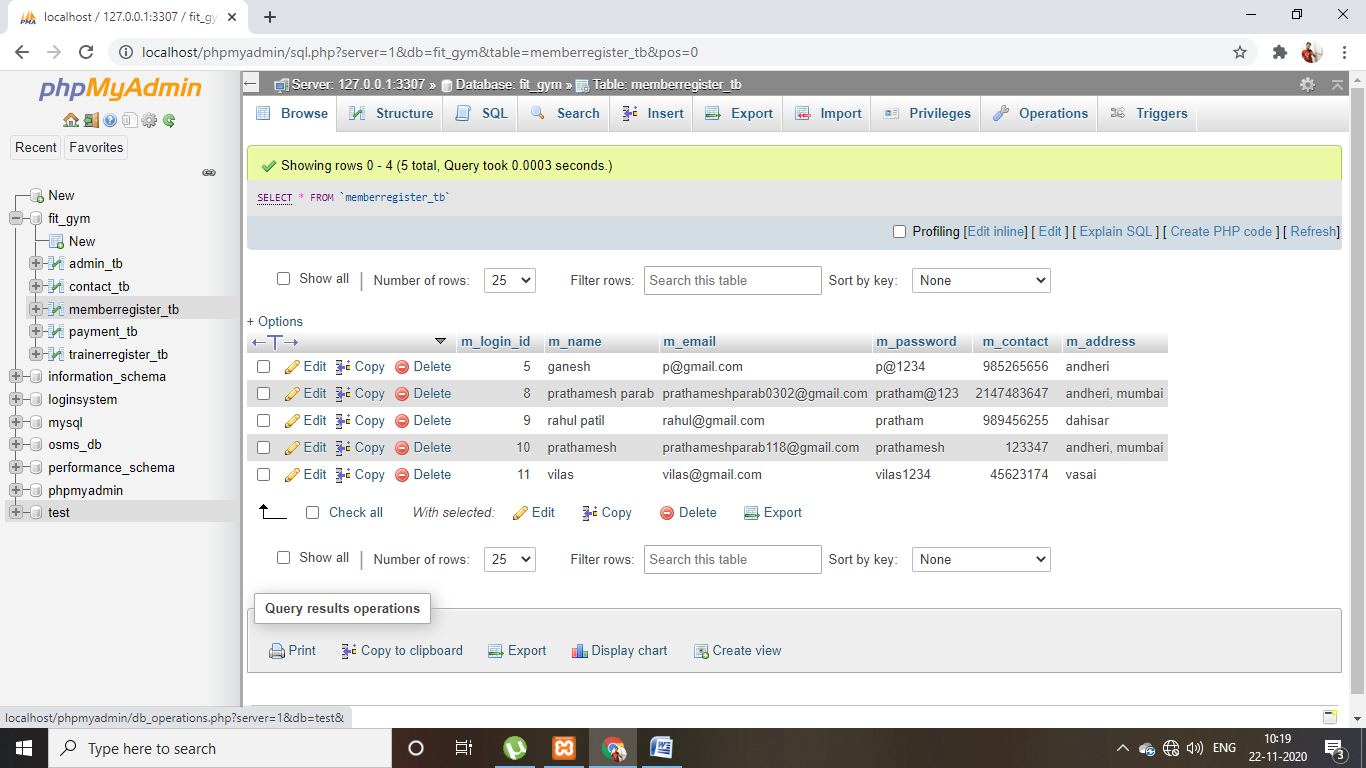 localhost / 127.0.0.1:3307 / fit_gy
localhost/phpmyadmin/sql.php?server=1&db=fit_gym&table=memberregister_tb&pos=0
phpMyAdmin
Recent Favorites
New
fit_gym
New
admin_tb
contact_tb
memberregister_tb
payment_tb
trainerregister_tb
information_schema
loginsystem
mysql
osms_db
performance_schema
phpmyadmin
test
Server: 127.0.0.1:3307 » Database: fit_gym » Table: memberregister_tb
Browse Structure SQL Search Insert Export Import Privileges Operations Triggers
Showing rows 0 - 4 (5 total, Query took 0.0003 seconds.)
SELECT * FROM `memberregister_tb`
Profiling [Edit inline] [ Edit ] [ Explain SQL ] [ Create PHP code ] [ Refresh]
Show all | Number of rows: 25 Filter rows: Search this table Sort by key: None
+ Options
←T→ m_login_id m_name m_email m_password m_contact m_address
Edit Copy Delete 5 ganesh p@gmail.com p@1234 985265656 andheri
Edit Copy Delete 8 prathamesh parab prathameshparab0302@gmail.com pratham@123 2147483647 andheri, mumbai
Edit Copy Delete 9 rahul patil rahul@gmail.com pratham 989456255 dahisar
Edit Copy Delete 10 prathamesh prathameshparab118@gmail.com prathamesh 123347 andheri, mumbai
Edit Copy Delete 11 vilas vilas@gmail.com vilas1234 45623174 vasai
Check all With selected: Edit Copy Delete Export
Show all | Number of rows: 25 Filter rows: Search this table Sort by key: None
Query results operations
Print Copy to clipboard Export Display chart Create view
localhost/phpmyadmin/db_operations.php?server=1&db=test&
Type here to search
ENG
10:19
22-11-2020
3